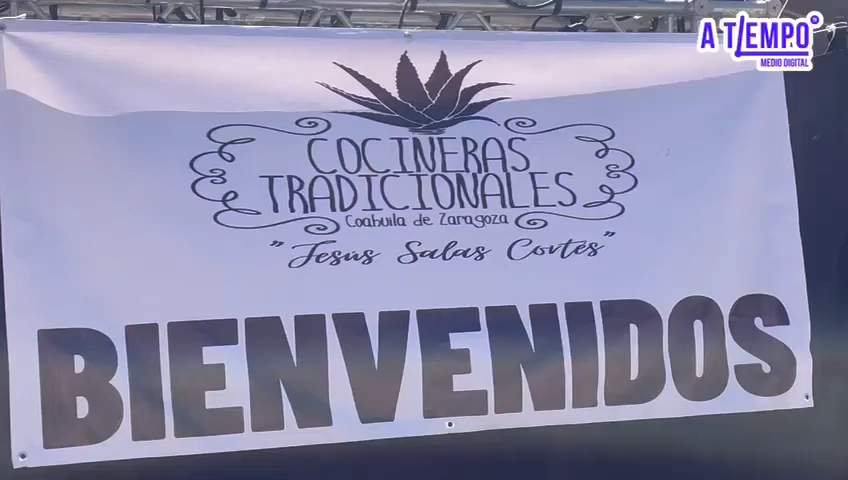 A TIEMPO
MEDIO DIGITAL
COCINERAS
TRADICIONALES
Coahuila de Zaragoza
"Jesús Salas Cortés"
BIENVENIDOS